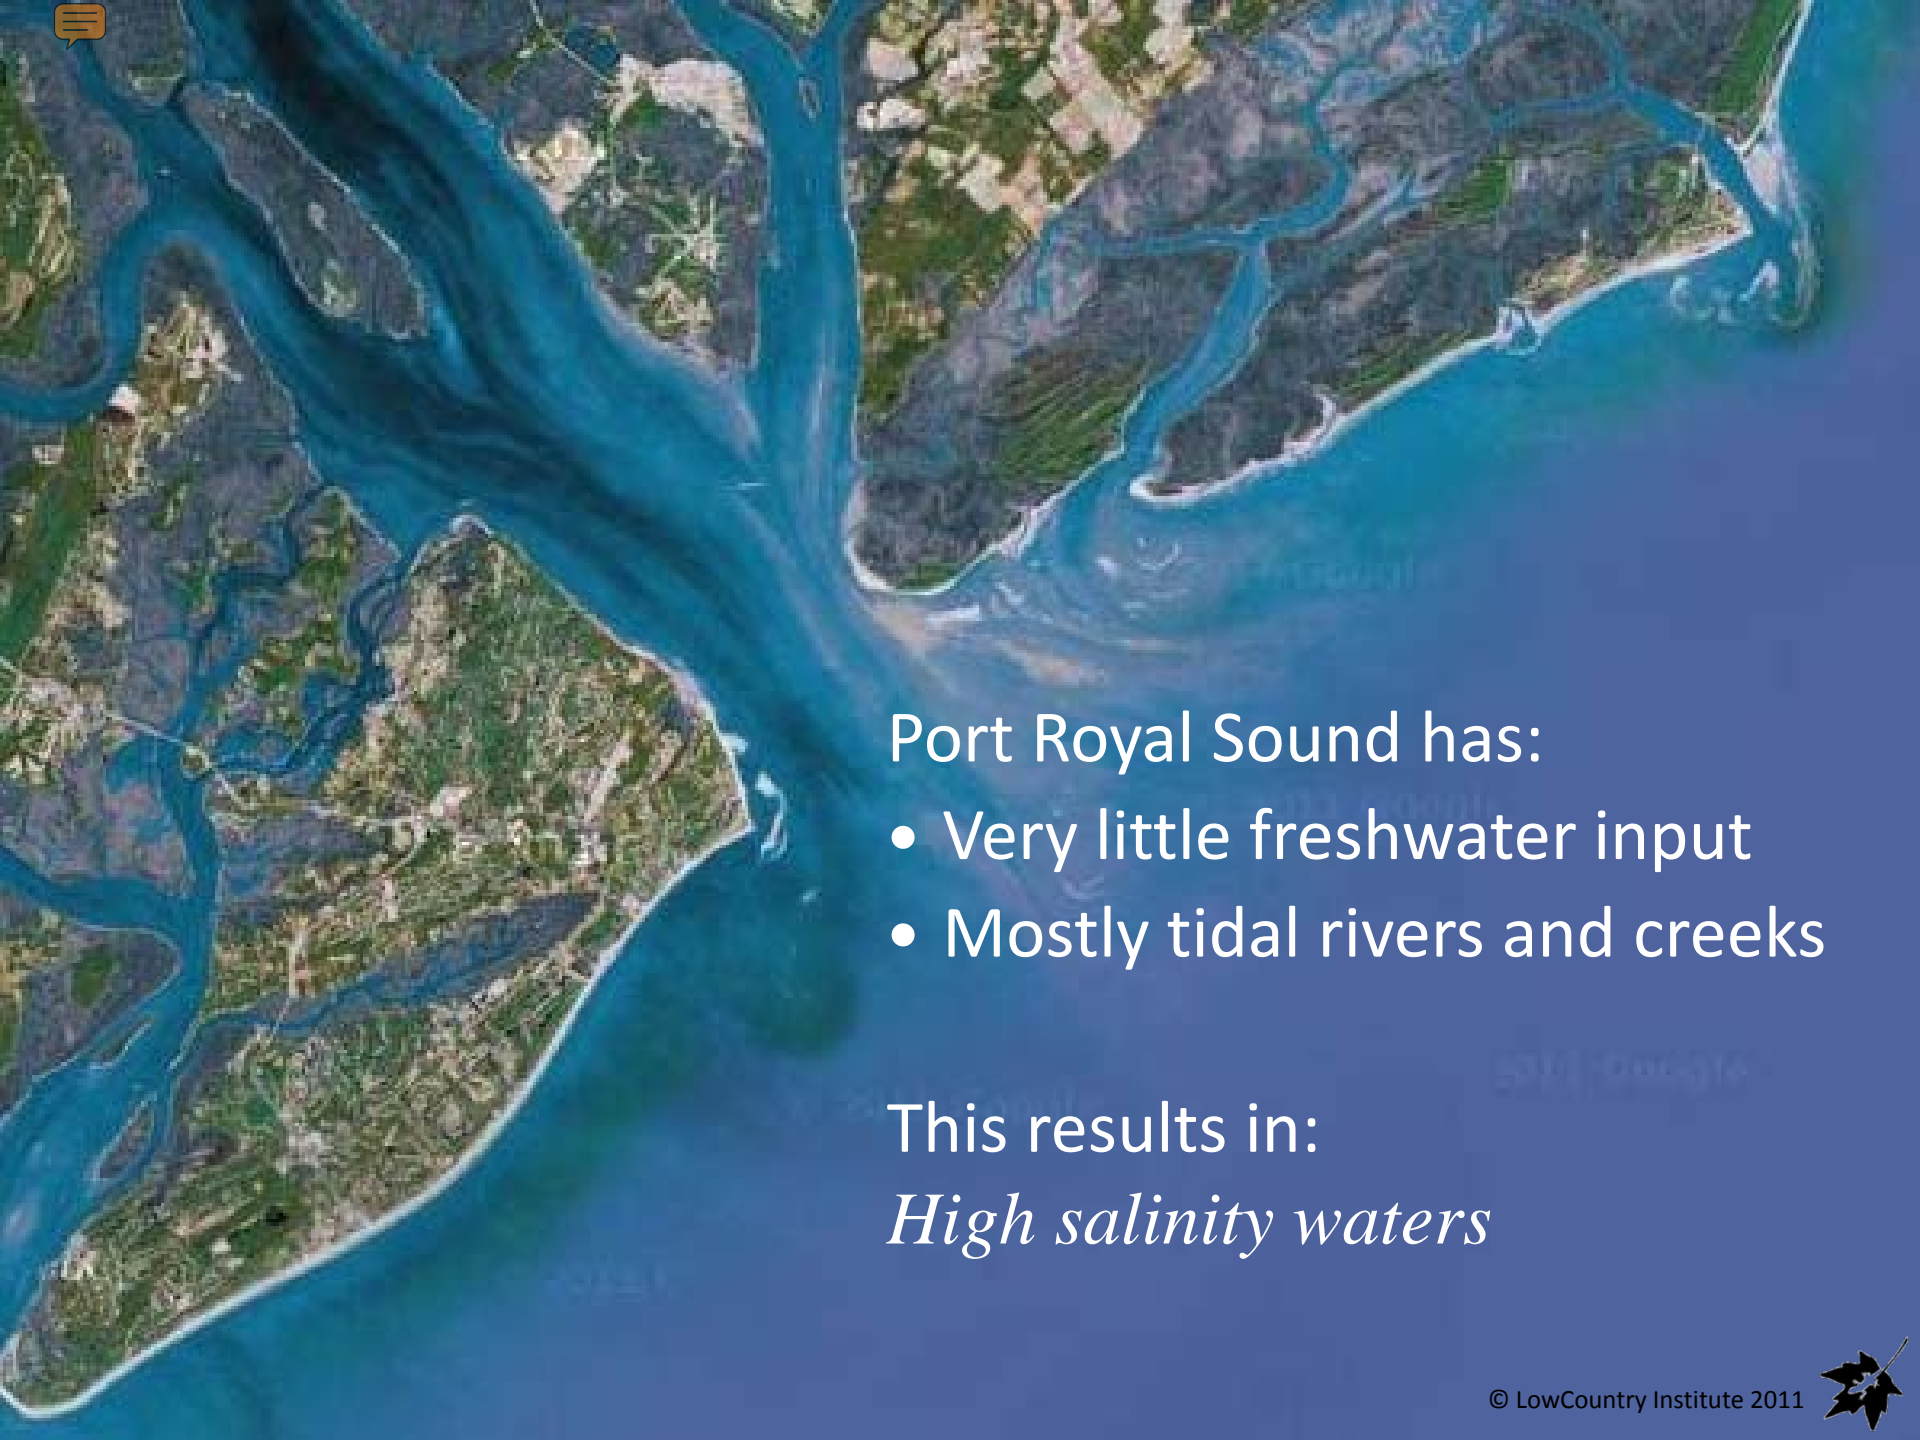 Port Royal Sound has:
• Very little freshwater input
• Mostly tidal rivers and creeks
This results in:
High salinity waters
© LowCountry Institute 2011